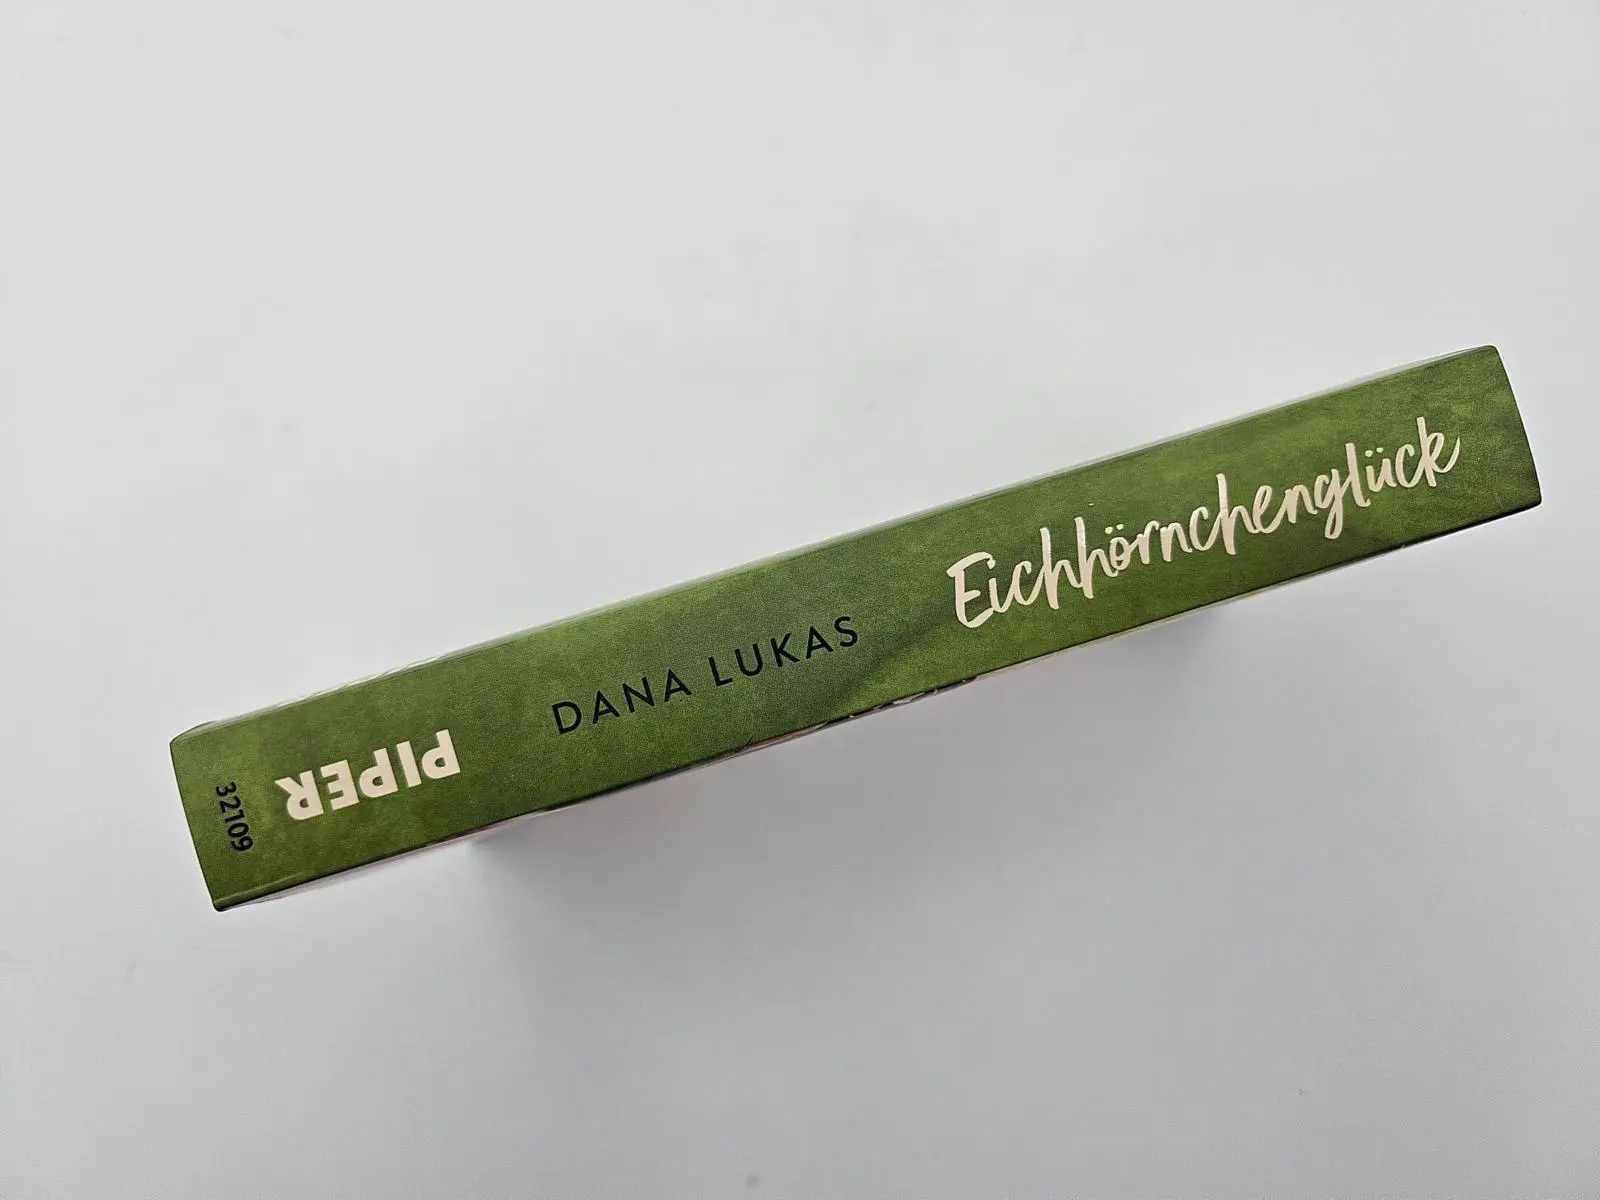 Eichhörnchenglück
DANA LUKAS
PIPER
32109